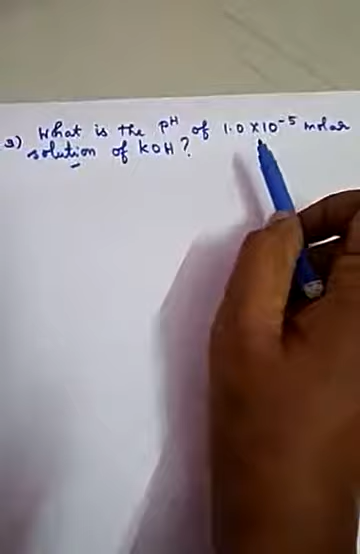 3) What is the pH of 1.0 × 10⁻⁵ molar
solution of KOH?